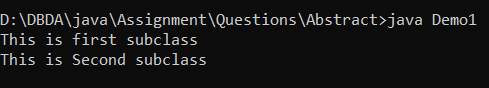 D:\DBDA\java\Assignment\Questions\Abstract>java Demo1
This is first subclass
This is Second subclass